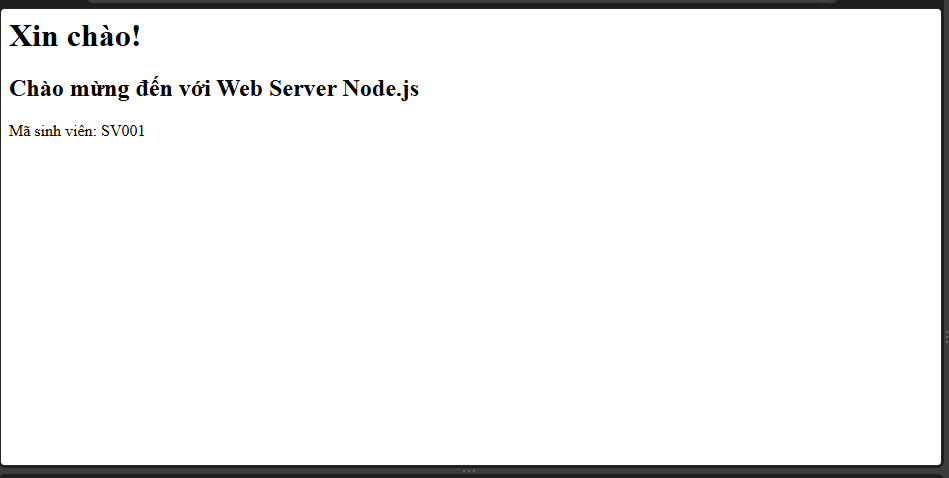 Xin chào!
Chào mừng đến với Web Server Node.js
Mã sinh viên: SV001